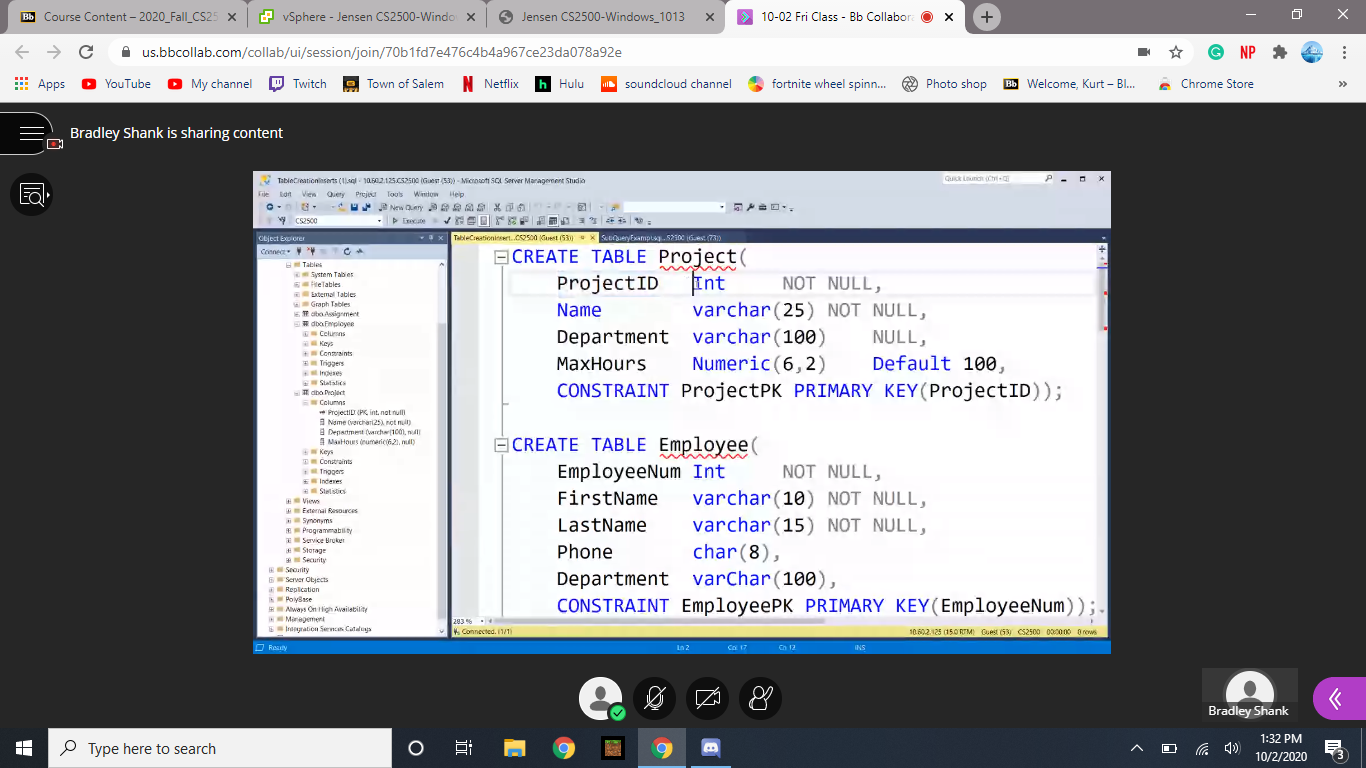 Course Content – 2020_Fall_CS25
vSphere - Jensen CS2500-Windo
Jensen CS2500-Windows_1013
10-02 Fri Class - Bb Collabora
us.bbcollab.com/collab/ui/session/join/70b1fd7e476c4b4a967ce23da078a92e
Apps
YouTube
My channel
Twitch
Town of Salem
Netflix
Hulu
soundcloud channel
fortnite wheel spinn...
Photo shop
Welcome, Kurt – Bl...
Chrome Store
Bradley Shank is sharing content
TableCreationInserts (1).sql - 10.60.2.125.CS2500 (Guest (53)) - Microsoft SQL Server Management Studio
Quick Launch (Ctrl+Q)
File Edit View Query Project Tools Window Help
New Query
CS2500
Execute
Object Explorer
TableCreationInsert...CS2500 (Guest (53))
SubQueryExampl.sql...S2500 (Guest (73))
Connect
Tables
System Tables
FileTables
External Tables
Graph Tables
dbo.Assignment
dbo.Employee
Columns
Keys
Constraints
Triggers
Indexes
Statistics
dbo.Project
Columns
ProjectID (PK, int, not null)
Name (varchar(25), not null)
Department (varchar(100), null)
MaxHours (numeric(6,2), null)
Keys
Constraints
Triggers
Indexes
Statistics
Views
External Resources
Synonyms
Programmability
Service Broker
Storage
Security
Security
Server Objects
Replication
PolyBase
Always On High Availability
Management
Integration Services Catalogs
CREATE TABLE Project(
ProjectID Int NOT NULL,
Name varchar(25) NOT NULL,
Department varchar(100) NULL,
MaxHours Numeric(6,2) Default 100,
CONSTRAINT ProjectPK PRIMARY KEY(ProjectID));
CREATE TABLE Employee(
EmployeeNum Int NOT NULL,
FirstName varchar(10) NOT NULL,
LastName varchar(15) NOT NULL,
Phone char(8),
Department varChar(100),
CONSTRAINT EmployeePK PRIMARY KEY(EmployeeNum));
283 %
Connected. (1/1)
10.60.2.125 (15.0 RTM) Guest (53) CS2500 00:00:00 0 rows
Ready
Ln 2 Col 17 Ch 13 INS
Bradley Shank
Type here to search
1:32 PM
10/2/2020
3